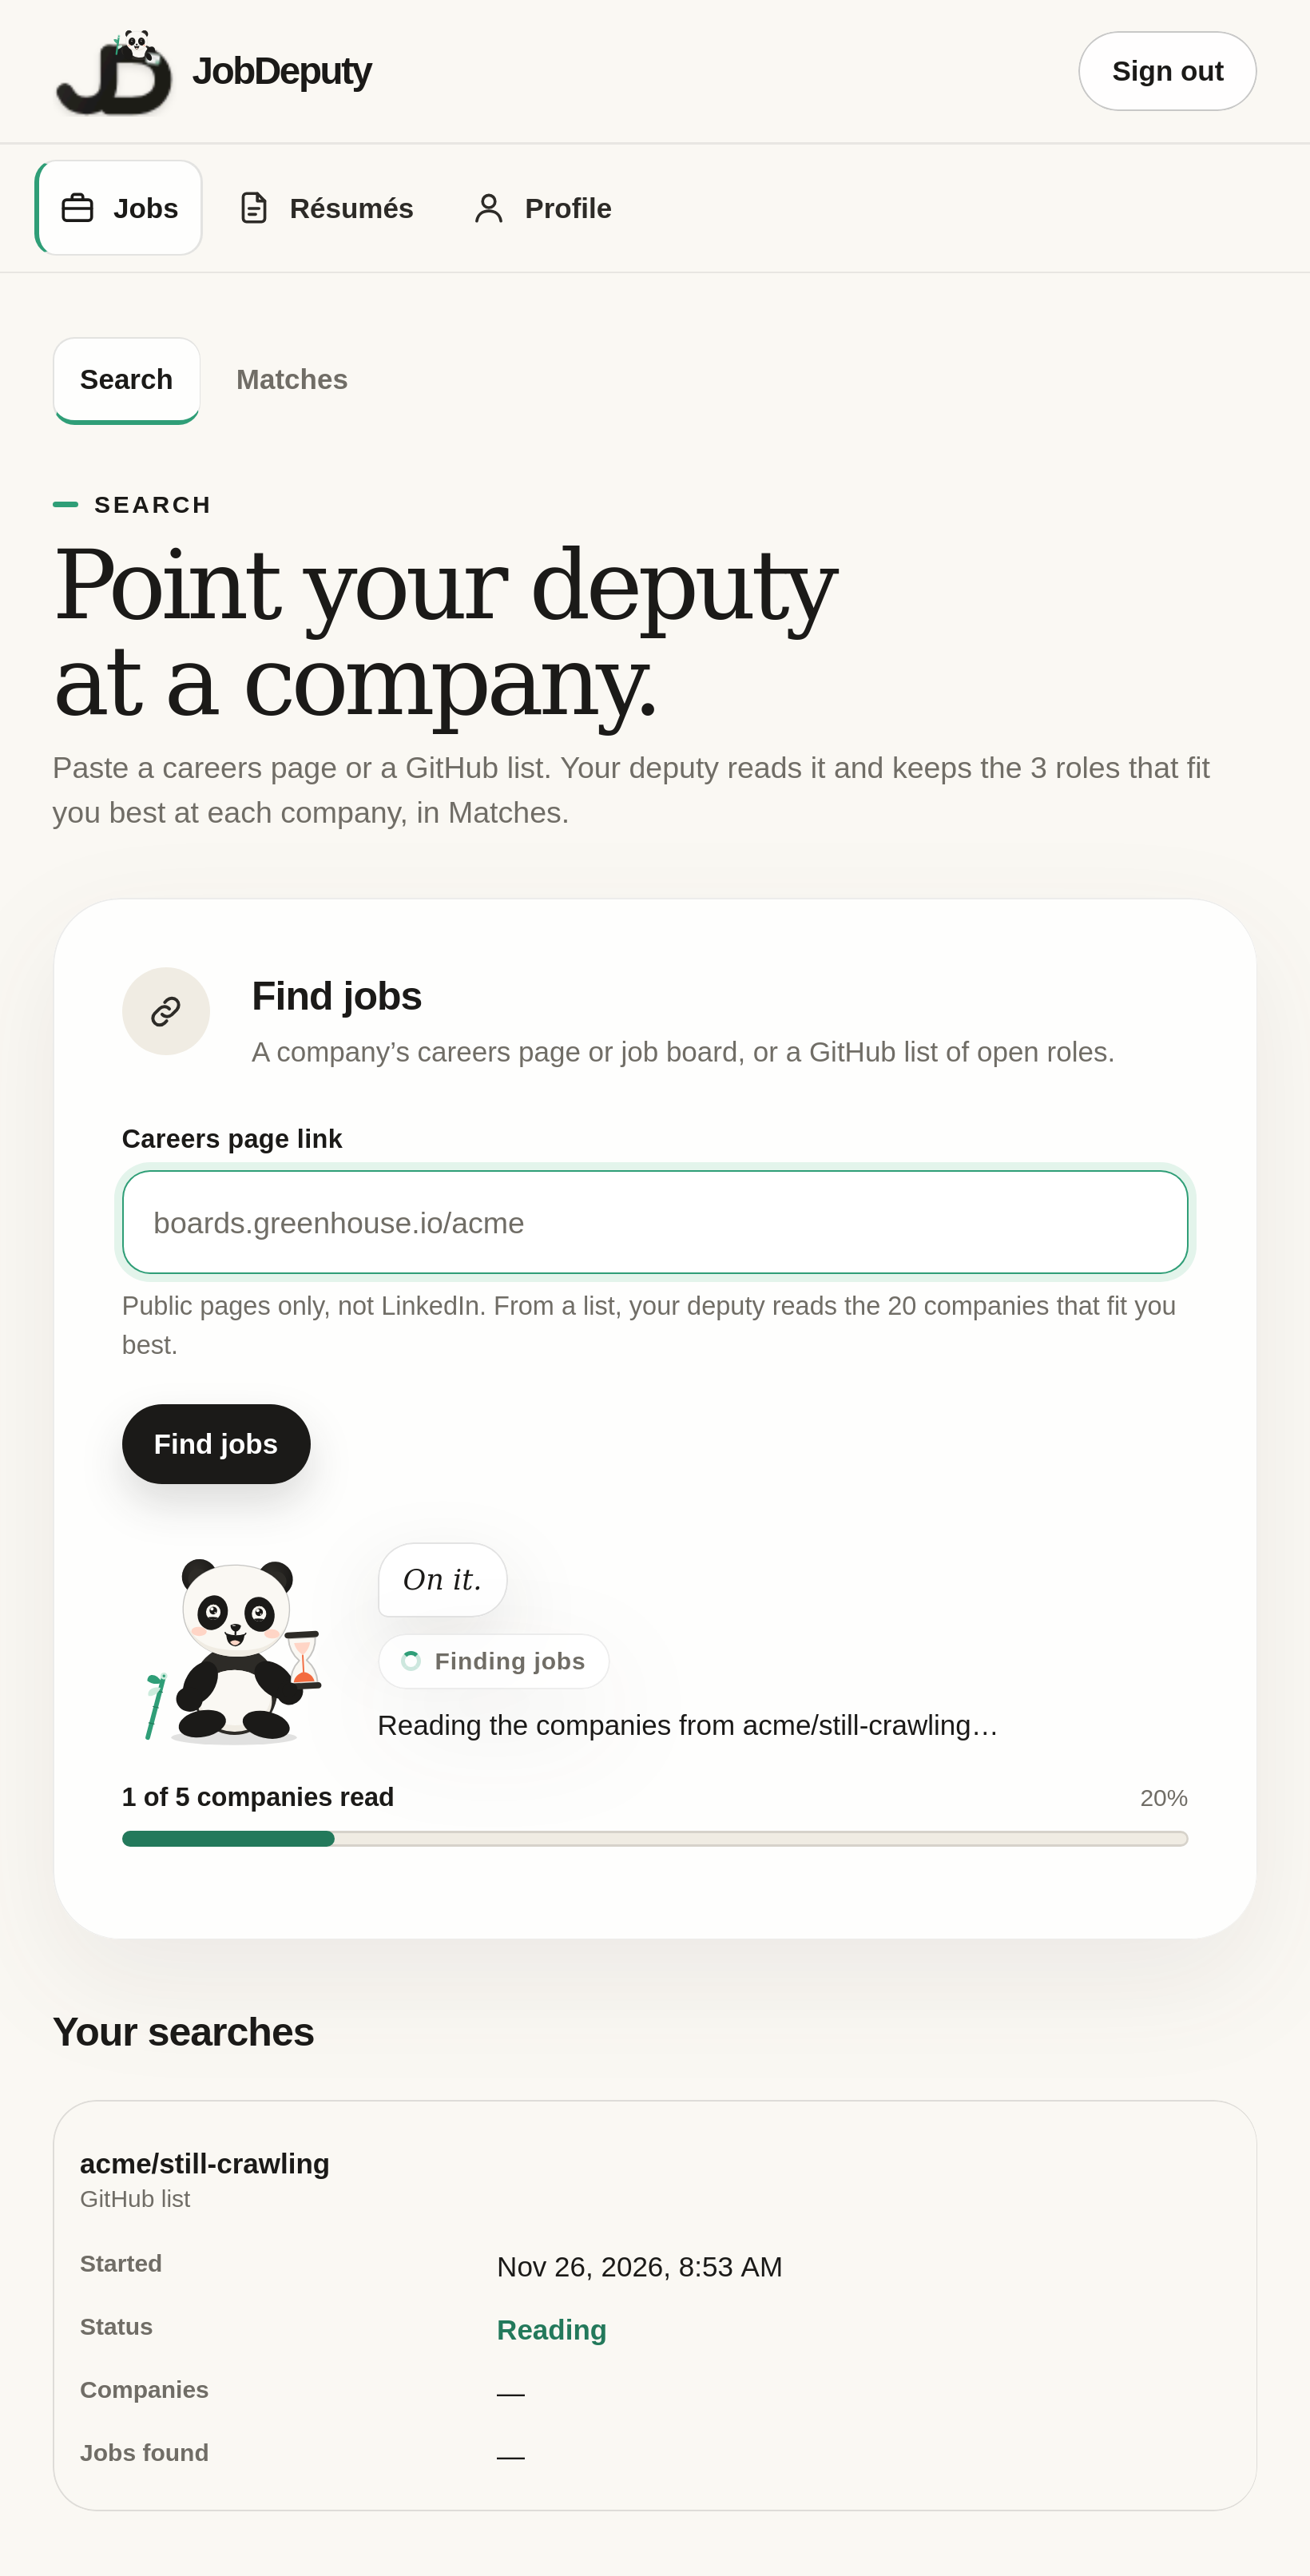 JobDeputy
Sign out
Jobs
Résumés
Profile
Search
Matches
SEARCH
Point your deputy
at a company.
Paste a careers page or a GitHub list. Your deputy reads it and keeps the 3 roles that fit
you best at each company, in Matches.
Find jobs
A company’s careers page or job board, or a GitHub list of open roles.
Careers page link
boards.greenhouse.io/acme
Public pages only, not LinkedIn. From a list, your deputy reads the 20 companies that fit you
best.
Find jobs
On it.
Finding jobs
Reading the companies from acme/still-crawling…
1 of 5 companies read
20%
Your searches
acme/still-crawling
GitHub list
Started
Nov 26, 2026, 8:53 AM
Status
Reading
Companies
—
Jobs found
—